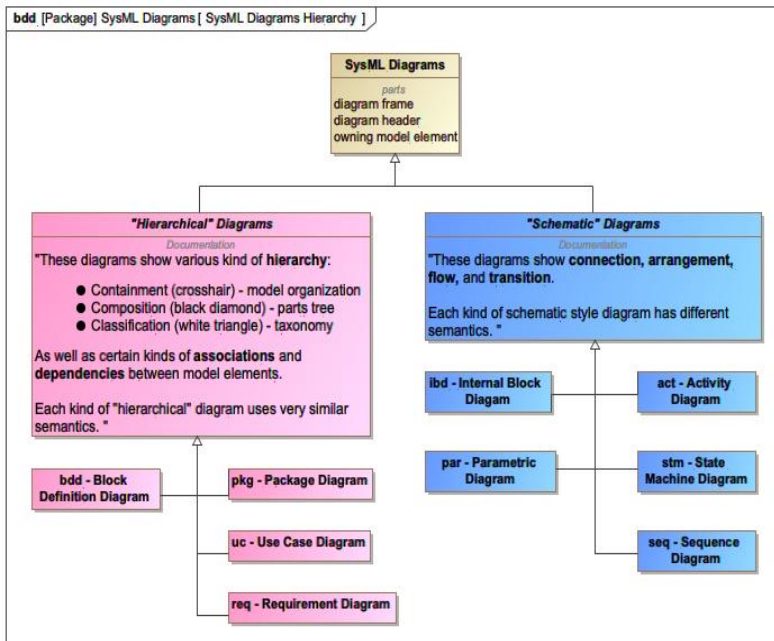 bdd [Package] SysML Diagrams [ SysML Diagrams Hierarchy ]
SysML Diagrams
parts
diagram frame
diagram header
owning model element
"Hierarchical" Diagrams
Documentation
"These diagrams show various kind of hierarchy:
● Containment (crosshair) - model organization
● Composition (black diamond) - parts tree
● Classification (white triangle) - taxonomy
As well as certain kinds of associations and
dependencies between model elements.
Each kind of "hierarchical" diagram uses very similar
semantics. "
"Schematic" Diagrams
Documentation
"These diagrams show connection, arrangement,
flow, and transition.
Each kind of schematic style diagram has different
semantics. "
bdd - Block
Definition Diagram
pkg - Package Diagram
uc - Use Case Diagram
req - Requirement Diagram
ibd - Internal Block
Diagam
act - Activity
Diagram
par - Parametric
Diagram
stm - State
Machine Diagram
seq - Sequence
Diagram